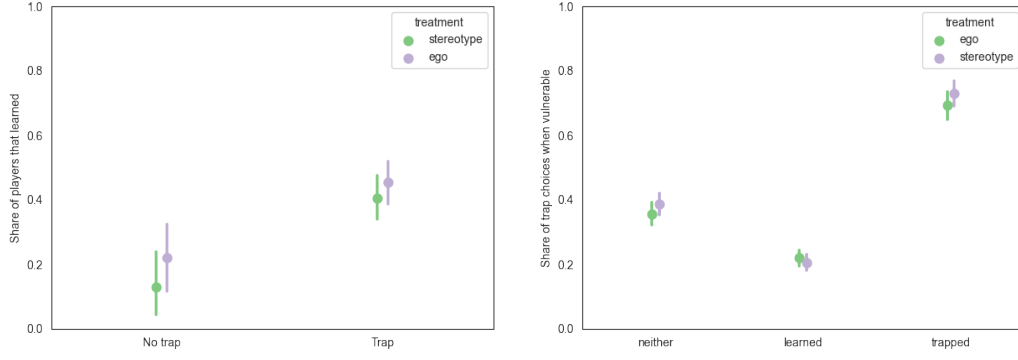 Share of players that learned
1.0
0.8
0.6
0.4
0.2
0.0
treatment
stereotype
ego
No trap
Trap
Share of trap choices when vulnerable
1.0
0.8
0.6
0.4
0.2
0.0
treatment
ego
stereotype
neither
learned
trapped